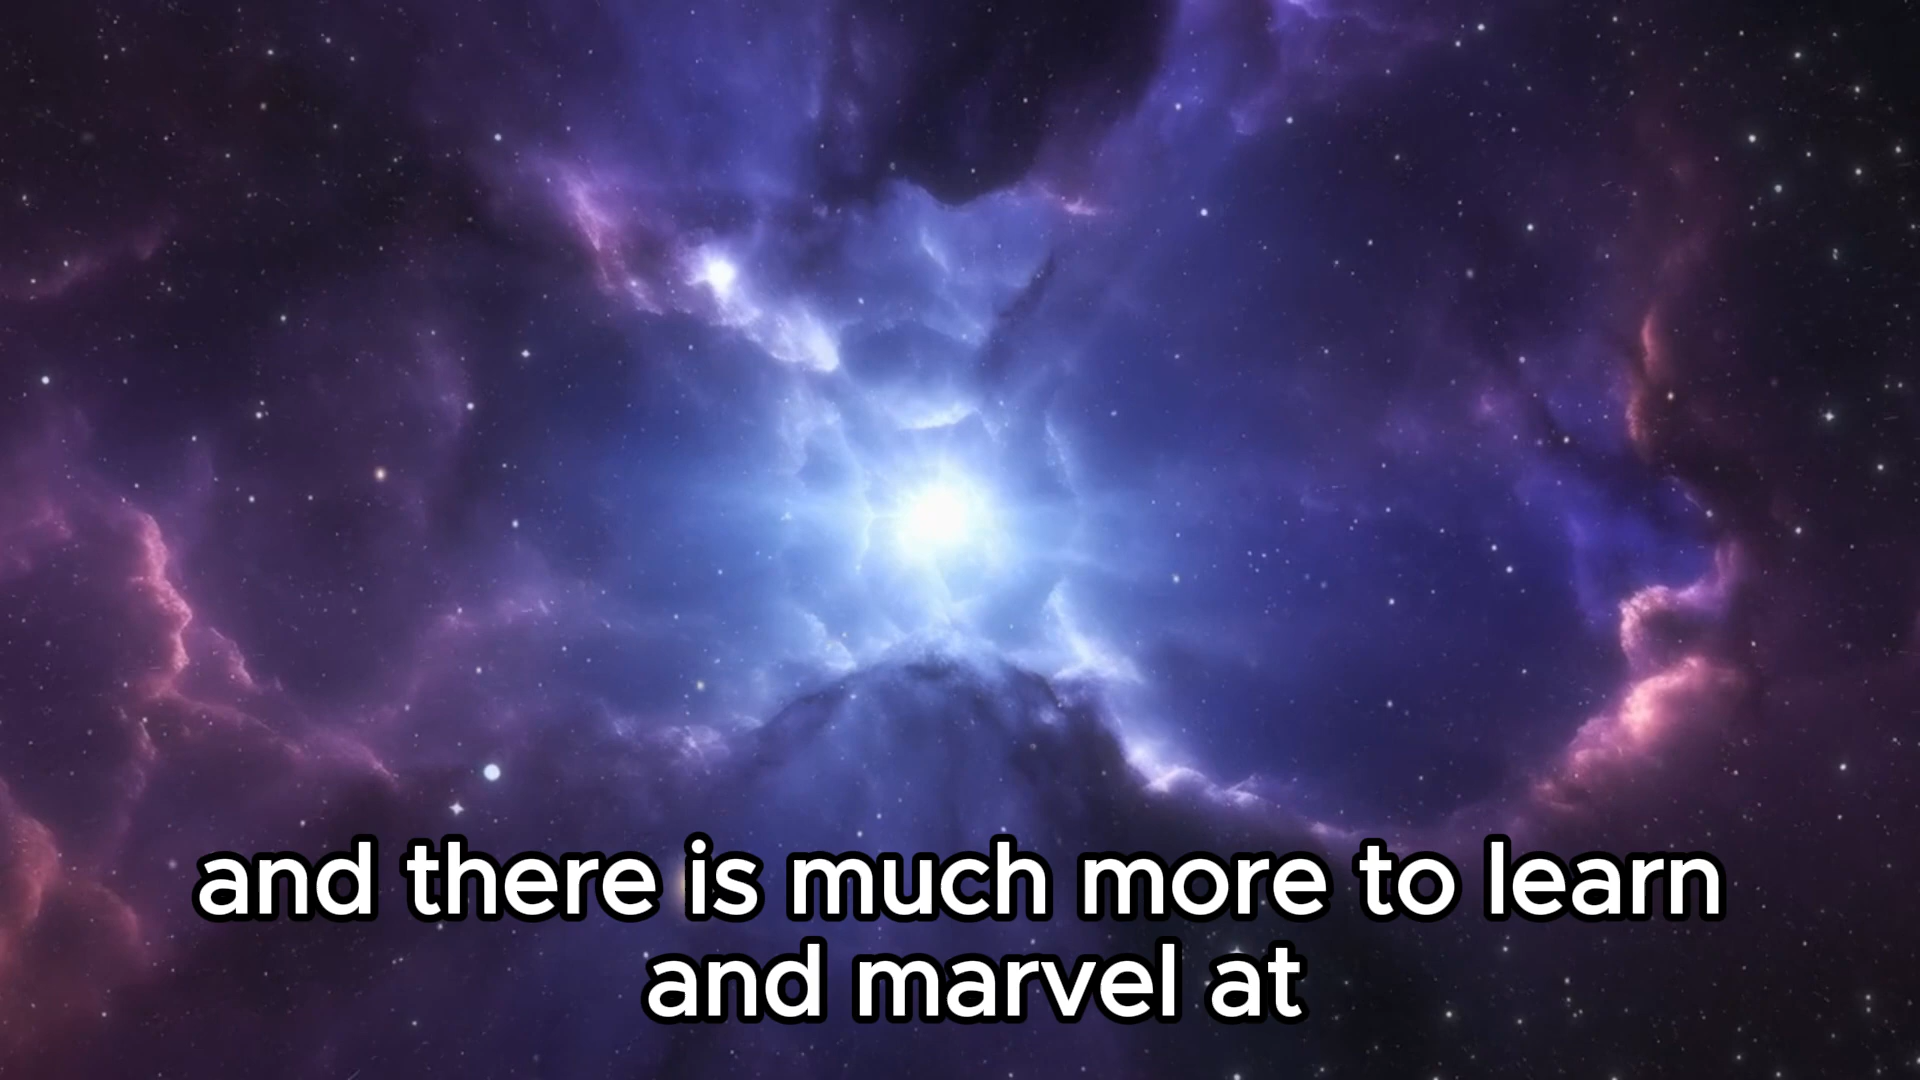 and there is much more to learn
and marvel at